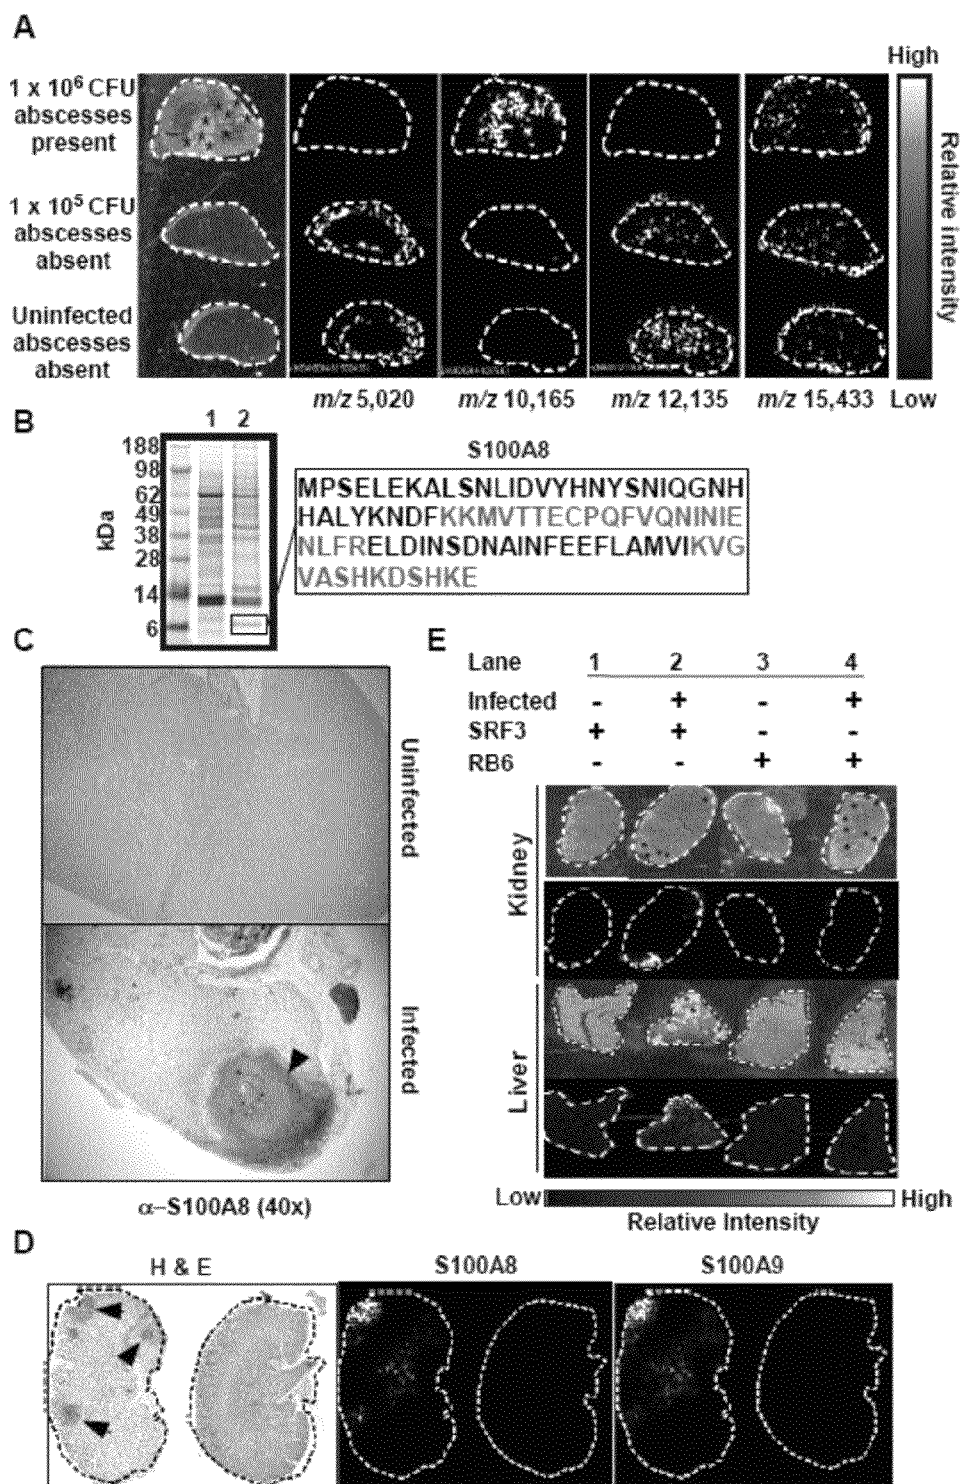 A
High
1 x 10⁶ CFU
abscesses
present
1 x 10⁵ CFU
abscesses
absent
Uninfected
abscesses
absent
Relative intensity
m/z 5,020 m/z 10,165 m/z 12,135 m/z 15,433 Low
B
1 2
kDa
188
98
62
49
38
28
14
6
S100A8
MPSELEKALSNLIDVYHNYSNIQGNH
HALYKNDFKKMVTTECPQFVQNINIE
NLFRELDINSDNAINFEEFLAMVIKVG
VASHKDSHKE
C
Uninfected
Infected
α-S100A8 (40x)
E
Lane 1 2 3 4
Infected - + - +
SRF3 + + - -
RB6 - - + +
Kidney
Liver
Low High
Relative Intensity
D
H & E S100A8 S100A9